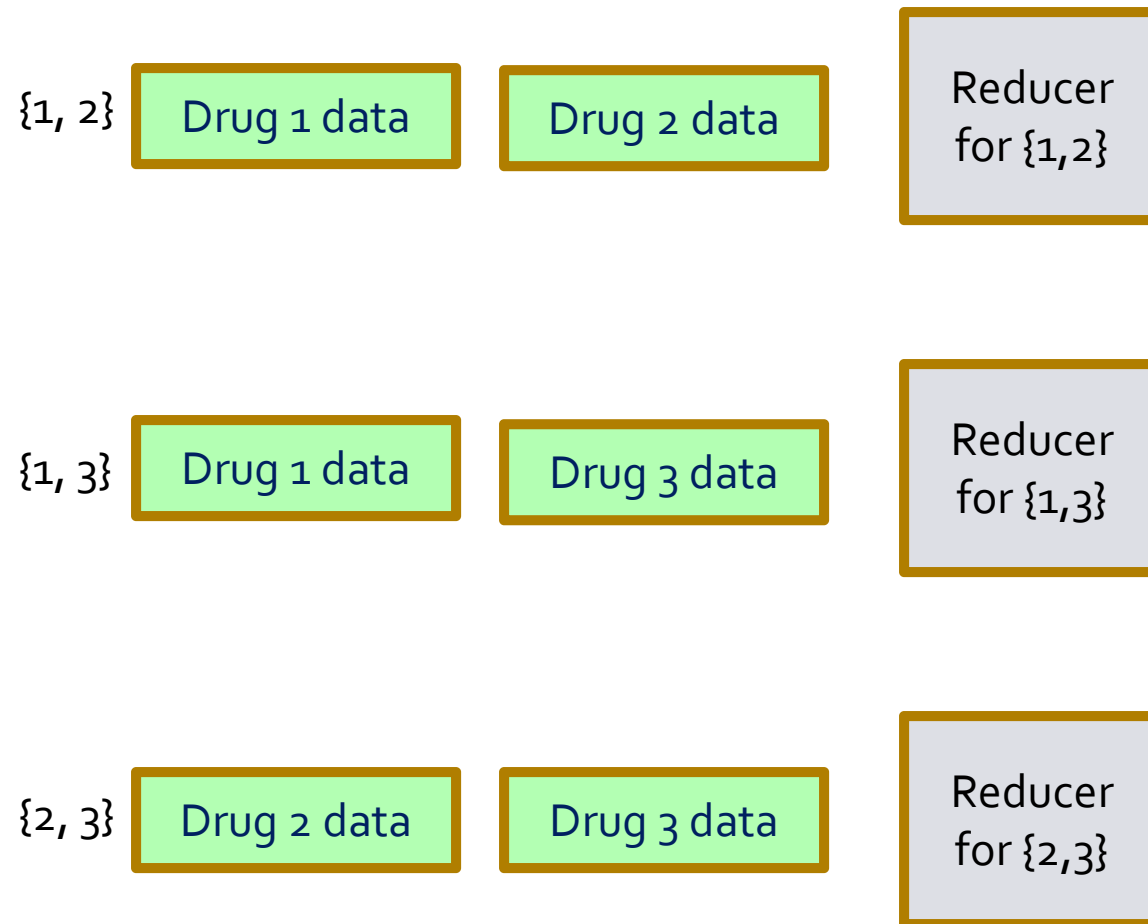 {1, 2}
Drug 1 data
Drug 2 data
Reducer
for {1,2}
{1, 3}
Drug 1 data
Drug 3 data
Reducer
for {1,3}
{2, 3}
Drug 2 data
Drug 3 data
Reducer
for {2,3}